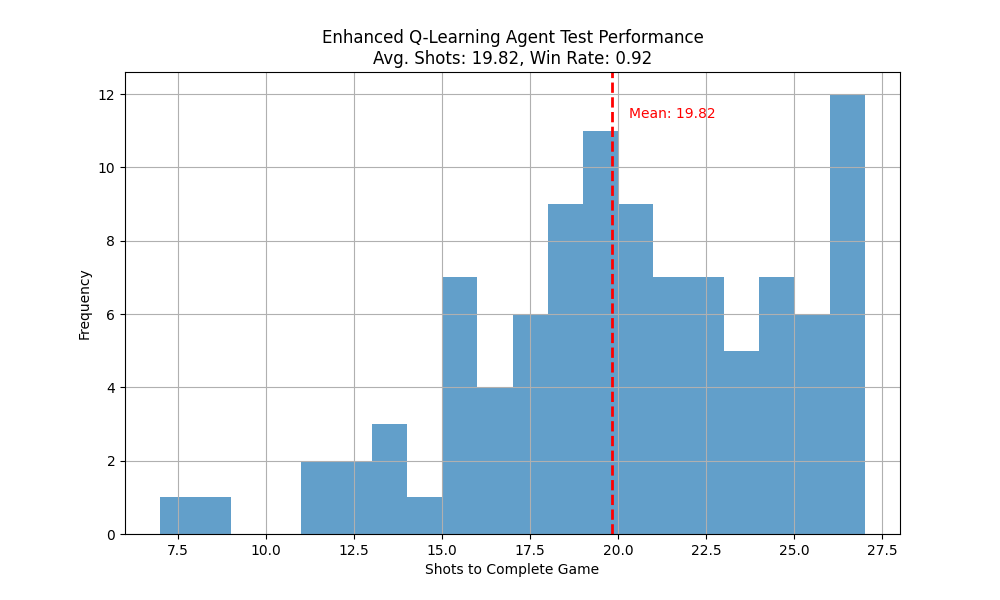 Enhanced Q-Learning Agent Test Performance
Avg. Shots: 19.82, Win Rate: 0.92
Mean: 19.82
Frequency
12
10
8
6
4
2
0
7.5 10.0 12.5 15.0 17.5 20.0 22.5 25.0 27.5
Shots to Complete Game